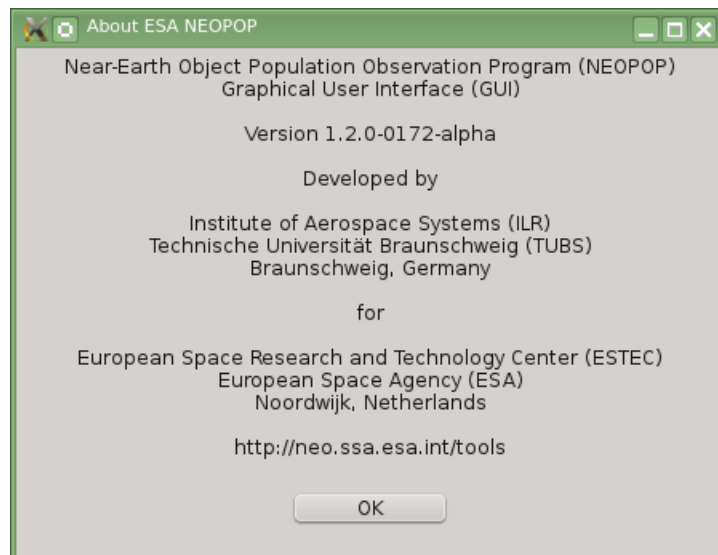 About ESA NEOPOP
Near-Earth Object Population Observation Program (NEOPOP)
Graphical User Interface (GUI)
Version 1.2.0-0172-alpha
Developed by
Institute of Aerospace Systems (ILR)
Technische Universität Braunschweig (TUBS)
Braunschweig, Germany
for
European Space Research and Technology Center (ESTEC)
European Space Agency (ESA)
Noordwijk, Netherlands
http://neo.ssa.esa.int/tools
OK